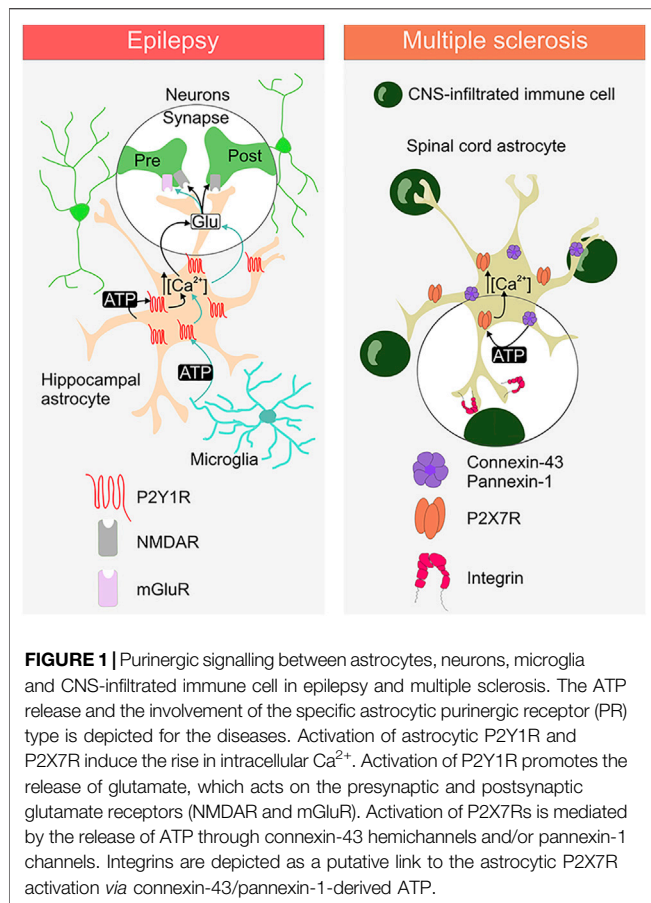 Epilepsy
Neurons
Synapse
Pre
Post
Glu
[Ca²⁺]
ATP
Hippocampal
astrocyte
ATP
Microglia
P2Y1R
NMDAR
mGluR
Multiple sclerosis
CNS-infiltrated immune cell
Spinal cord astrocyte
[Ca²⁺]
ATP
Connexin-43
Pannexin-1
P2X7R
Integrin
FIGURE 1 | Purinergic signalling between astrocytes, neurons, microglia
and CNS-infiltrated immune cell in epilepsy and multiple sclerosis. The ATP
release and the involvement of the specific astrocytic purinergic receptor (PR)
type is depicted for the diseases. Activation of astrocytic P2Y1R and
P2X7R induce the rise in intracellular Ca²⁺. Activation of P2Y1R promotes the
release of glutamate, which acts on the presynaptic and postsynaptic
glutamate receptors (NMDAR and mGluR). Activation of P2X7Rs is mediated
by the release of ATP through connexin-43 hemichannels and/or pannexin-1
channels. Integrins are depicted as a putative link to the astrocytic P2X7R
activation via connexin-43/pannexin-1-derived ATP.